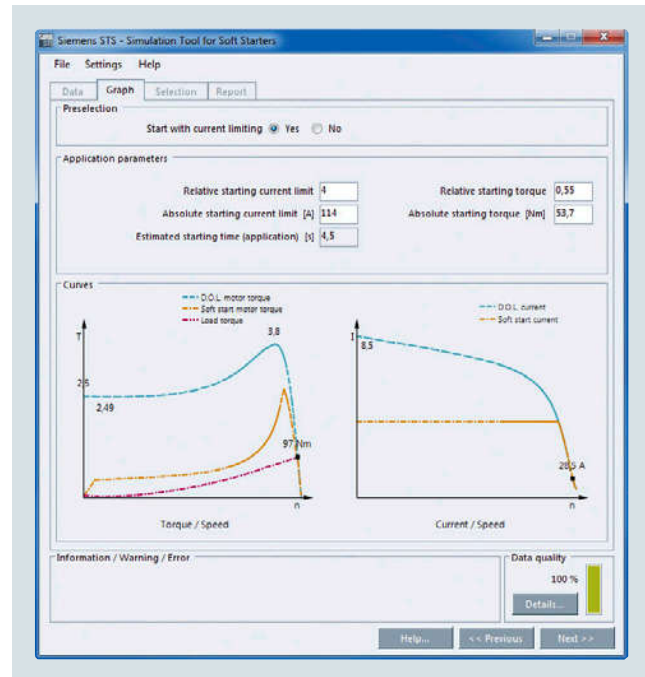 Siemens STS - Simulation Tool for Soft Starters
File Settings Help
Data Graph Selection Report
Preselection
Start with current limiting Yes No
Application parameters
Relative starting current limit 4 Relative starting torque 0,55
Absolute starting current limit [A] 114 Absolute starting torque [Nm] 53,7
Estimated starting time (application) [s] 4,5
Curves
D.O.L. motor torque
Soft start motor torque
Load torque
T
3,8
2,5
2,49
97 Nm
n
Torque / Speed
D.O.L. current
Soft start current
I
8,5
28,5 A
n
Current / Speed
Information / Warning / Error
Data quality
100 %
Details...
Help... << Previous Next >>